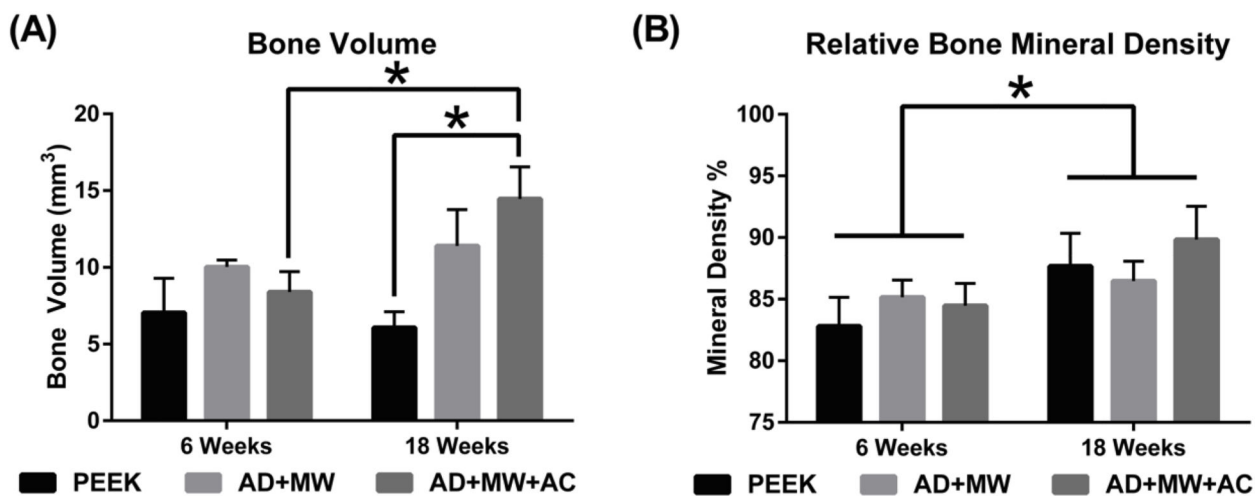 (A)
Bone Volume
*
*
20
15
10
5
0
Bone Volume (mm³)
6 Weeks
18 Weeks
PEEK
AD+MW
AD+MW+AC
(B)
Relative Bone Mineral Density
*
100
95
90
85
80
75
Mineral Density %
6 Weeks
18 Weeks
PEEK
AD+MW
AD+MW+AC